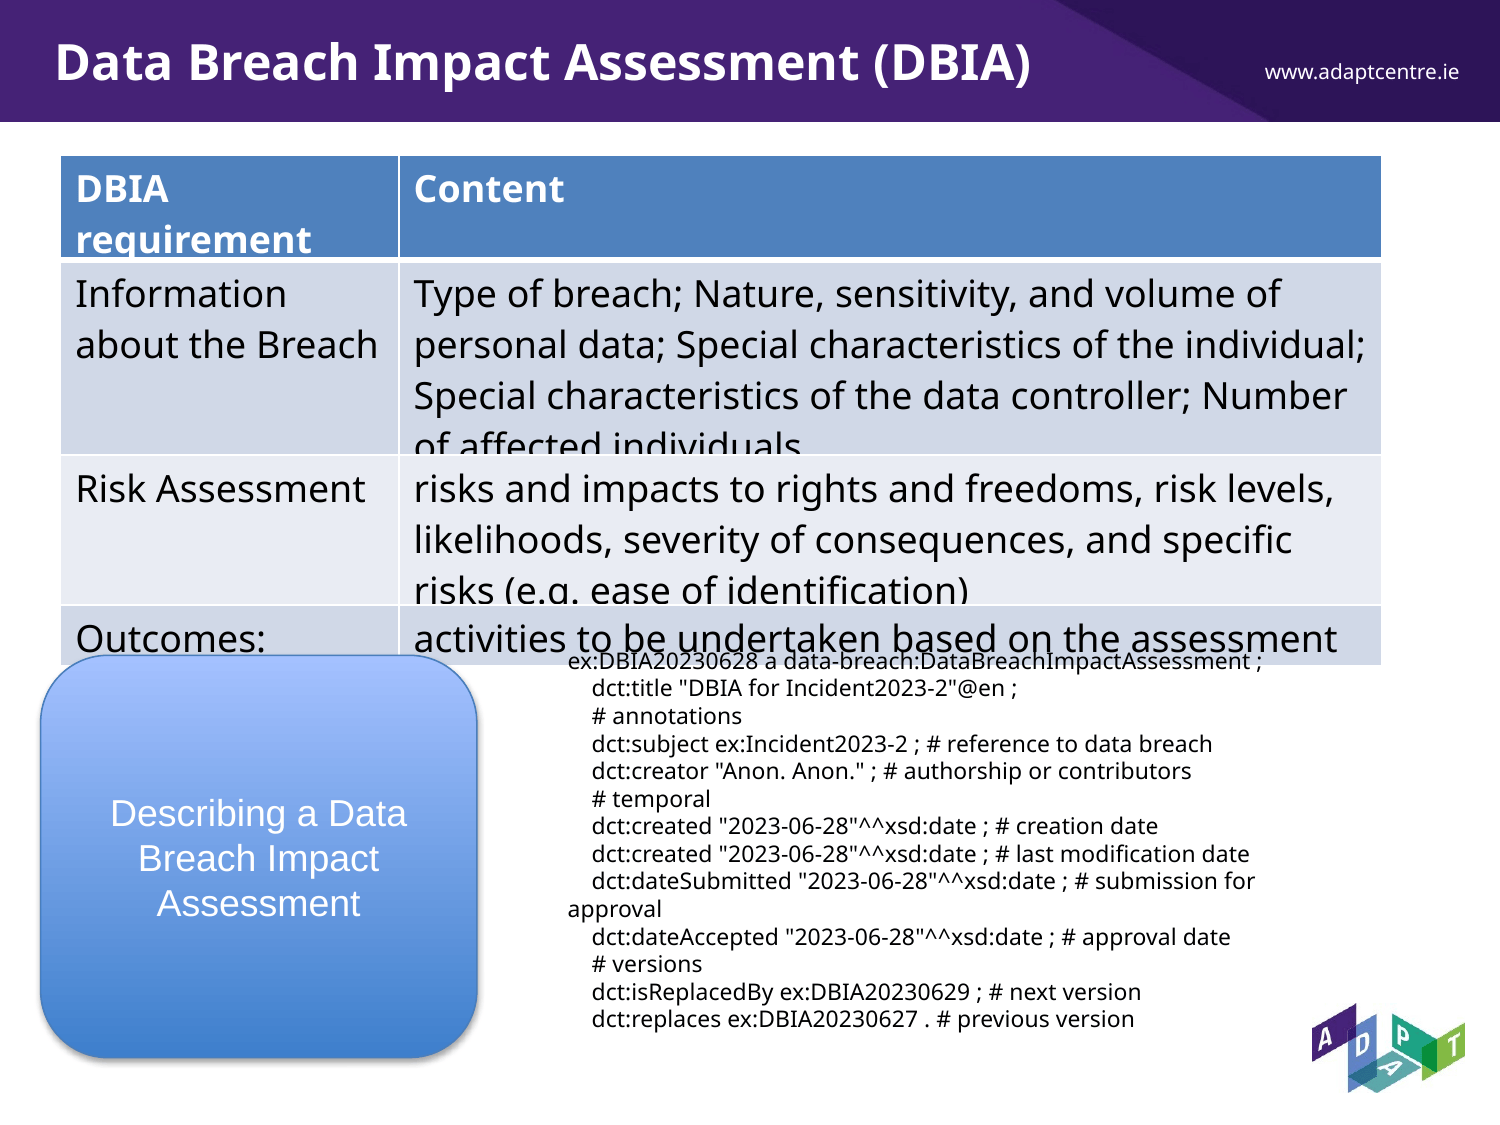 Data Breach Impact Assessment (DBIA)
www.adaptcentre.ie
DBIA
requirement
Content
Information
about the Breach
Type of breach; Nature, sensitivity, and volume of
personal data; Special characteristics of the individual;
Special characteristics of the data controller; Number
of affected individuals
Risk Assessment
risks and impacts to rights and freedoms, risk levels,
likelihoods, severity of consequences, and specific
risks (e.g. ease of identification)
Outcomes:
activities to be undertaken based on the assessment
Describing a Data
Breach Impact
Assessment
ex:DBIA20230628 a data-breach:DataBreachImpactAssessment ;
dct:title "DBIA for Incident2023-2"@en ;
# annotations
dct:subject ex:Incident2023-2 ; # reference to data breach
dct:creator "Anon. Anon." ; # authorship or contributors
# temporal
dct:created "2023-06-28"^^xsd:date ; # creation date
dct:created "2023-06-28"^^xsd:date ; # last modification date
dct:dateSubmitted "2023-06-28"^^xsd:date ; # submission for
approval
dct:dateAccepted "2023-06-28"^^xsd:date ; # approval date
# versions
dct:isReplacedBy ex:DBIA20230629 ; # next version
dct:replaces ex:DBIA20230627 . # previous version
ADAPT